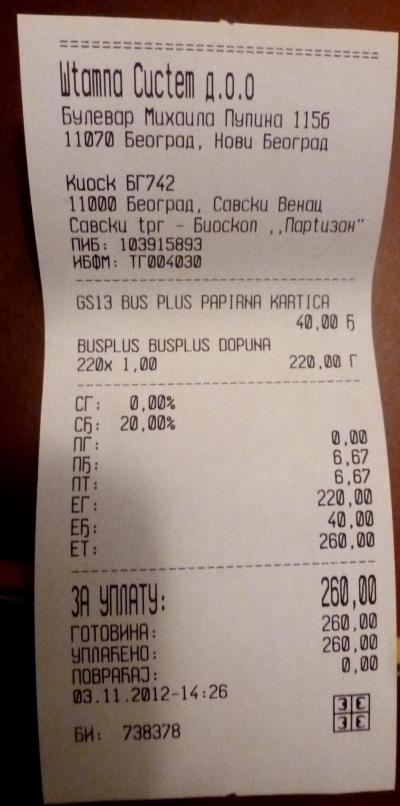 Штампа Систем д.о.о
Булевар Михаила Пупина 115б
11070 Београд, Нови Београд
Киоск БГ742
11000 Београд, Савски Венац
Савски трг - Биоскоп ,,Партизан"
ПИБ: 103915893
ИБФМ: ТГ004030
GS13 BUS PLUS PAPIRNA KARTICA
40,00 Ђ
BUSPLUS BUSPLUS DOPUNA
220x 1,00 220,00 Г
СГ: 0,00%
СЂ: 20,00%
ПГ: 0,00
ПЂ: 6,67
ПТ: 6,67
ЕГ: 220,00
ЕЂ: 40,00
ЕТ: 260,00
ЗА УПЛАТУ: 260,00
ГОТОВИНА: 260,00
УПЛАЋЕНО: 260,00
ПОВРАЋАЈ: 0,00
03.11.2012-14:26
БИ: 738378